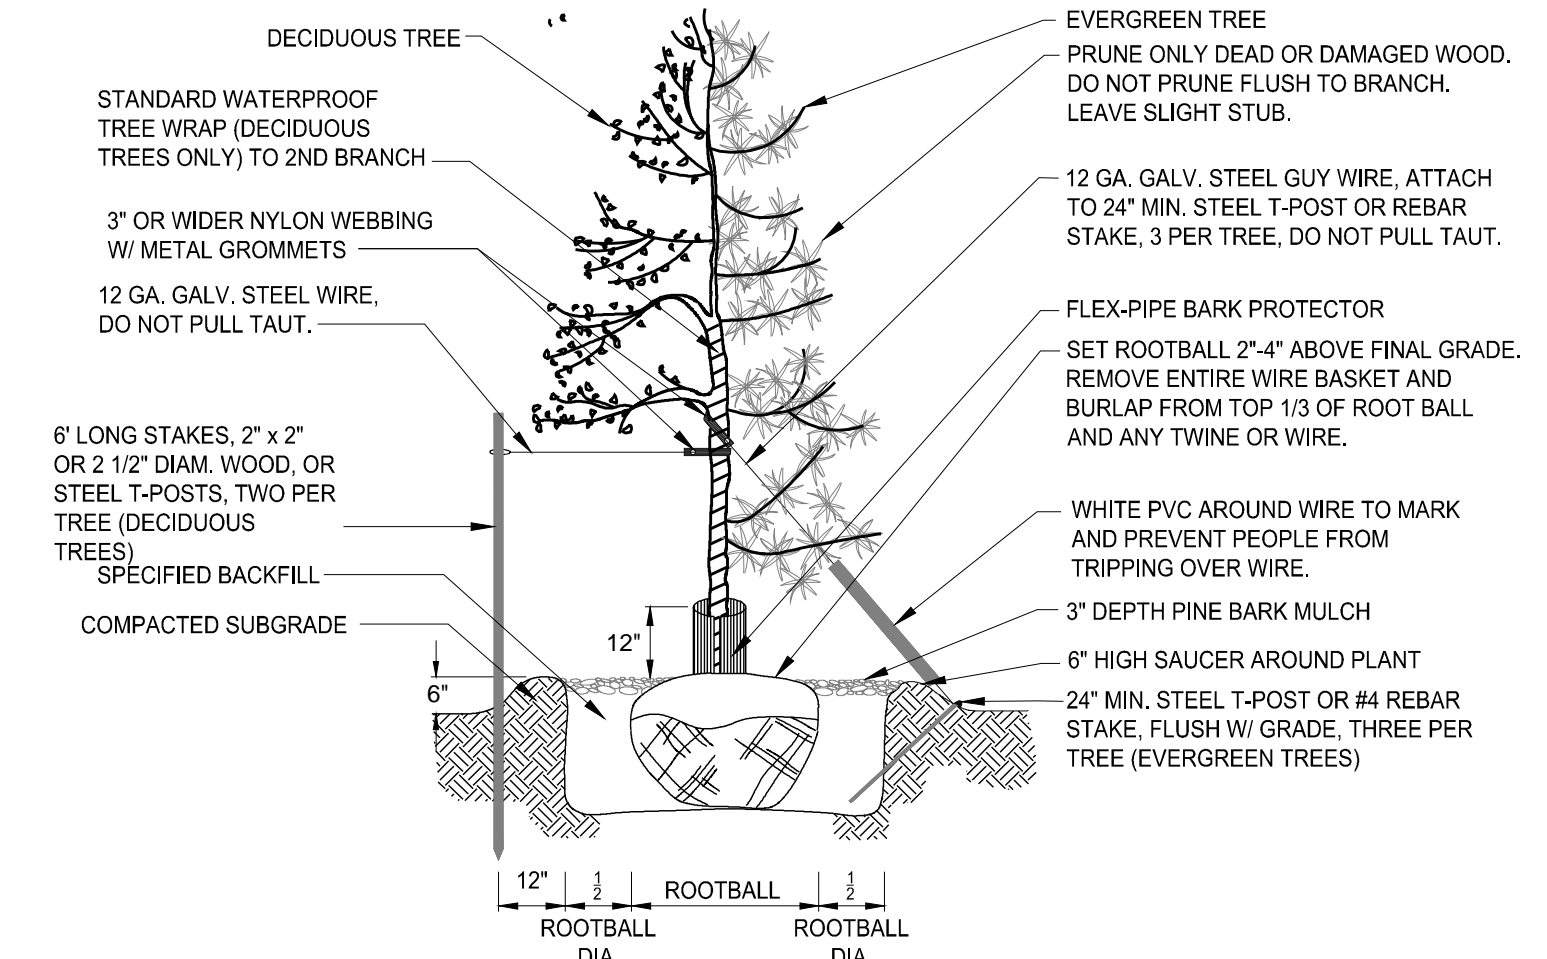 DECIDUOUS TREE
STANDARD WATERPROOF
TREE WRAP (DECIDUOUS
TREES ONLY) TO 2ND BRANCH
3" OR WIDER NYLON WEBBING
W/ METAL GROMMETS
12 GA. GALV. STEEL WIRE,
DO NOT PULL TAUT.
6' LONG STAKES, 2" x 2"
OR 2 1/2" DIAM. WOOD, OR
STEEL T-POSTS, TWO PER
TREE (DECIDUOUS
TREES)
SPECIFIED BACKFILL
COMPACTED SUBGRADE
6"
12"
EVERGREEN TREE
PRUNE ONLY DEAD OR DAMAGED WOOD.
DO NOT PRUNE FLUSH TO BRANCH.
LEAVE SLIGHT STUB.
12 GA. GALV. STEEL GUY WIRE, ATTACH
TO 24" MIN. STEEL T-POST OR REBAR
STAKE, 3 PER TREE, DO NOT PULL TAUT.
FLEX-PIPE BARK PROTECTOR
SET ROOTBALL 2"-4" ABOVE FINAL GRADE.
REMOVE ENTIRE WIRE BASKET AND
BURLAP FROM TOP 1/3 OF ROOT BALL
AND ANY TWINE OR WIRE.
WHITE PVC AROUND WIRE TO MARK
AND PREVENT PEOPLE FROM
TRIPPING OVER WIRE.
3" DEPTH PINE BARK MULCH
6" HIGH SAUCER AROUND PLANT
24" MIN. STEEL T-POST OR #4 REBAR
STAKE, FLUSH W/ GRADE, THREE PER
TREE (EVERGREEN TREES)
12"
1/2
ROOTBALL
DIA
ROOTBALL
1/2
ROOTBALL
DIA